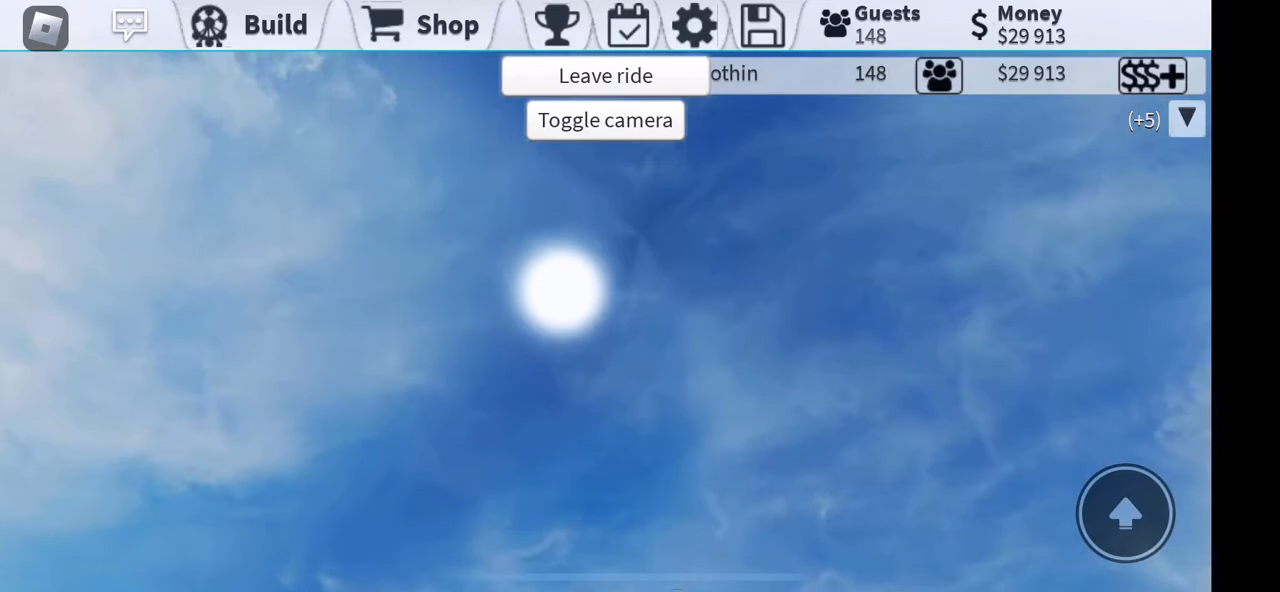 Build
Shop
Guests
148
$
Money
$29 913
Leave ride
othin 148 $29 913 $$$+
Toggle camera
(+5)